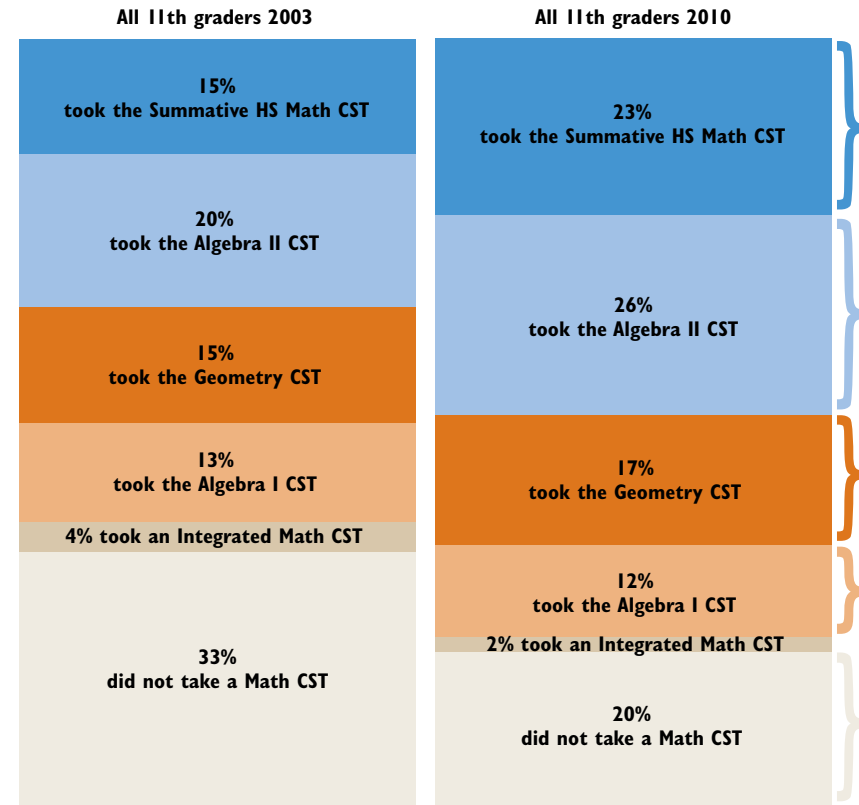 All 11th graders 2003
15%
took the Summative HS Math CST
20%
took the Algebra II CST
15%
took the Geometry CST
13%
took the Algebra I CST
4% took an Integrated Math CST
33%
did not take a Math CST
All 11th graders 2010
23%
took the Summative HS Math CST
26%
took the Algebra II CST
17%
took the Geometry CST
12%
took the Algebra I CST
2% took an Integrated Math CST
20%
did not take a Math CST